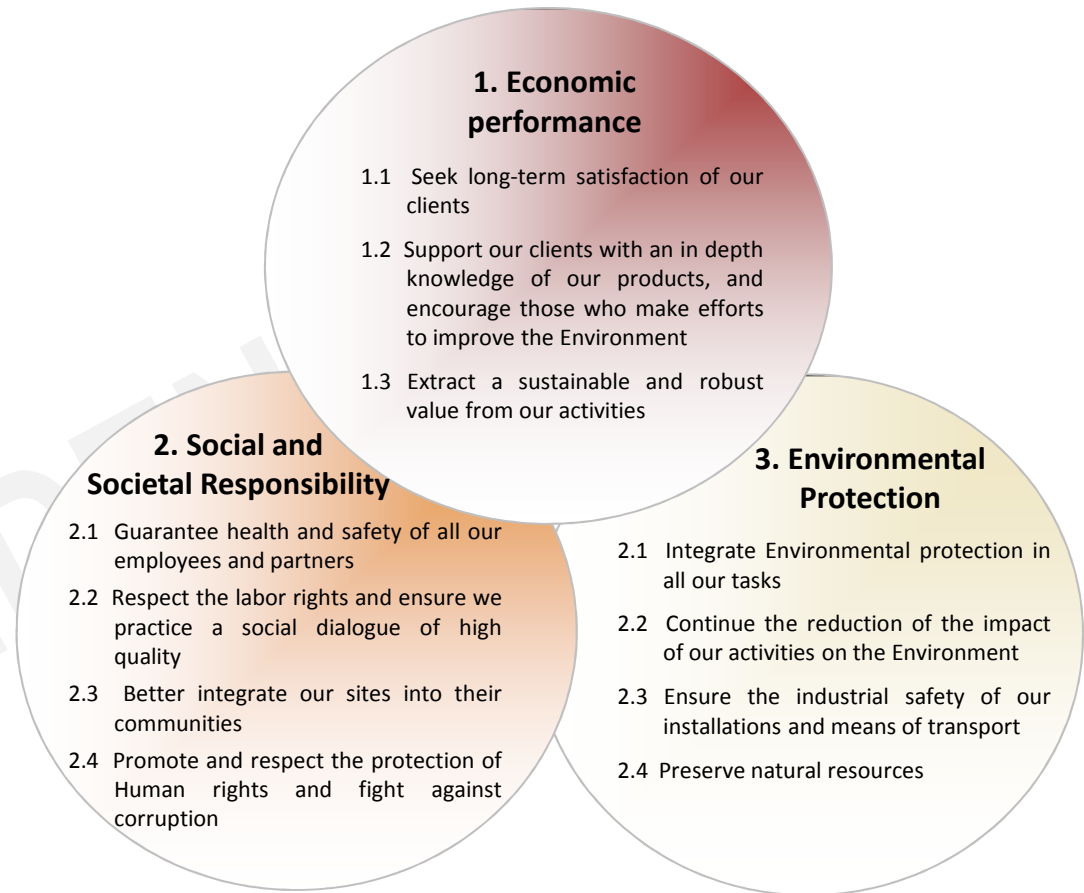 1. Economic
performance
1.1 Seek long-term satisfaction of our
clients
1.2 Support our clients with an in depth
knowledge of our products, and
encourage those who make efforts
to improve the Environment
1.3 Extract a sustainable and robust
value from our activities
2. Social and
Societal Responsibility
2.1 Guarantee health and safety of all our
employees and partners
2.2 Respect the labor rights and ensure we
practice a social dialogue of high
quality
2.3 Better integrate our sites into their
communities
2.4 Promote and respect the protection of
Human rights and fight against
corruption
3. Environmental
Protection
2.1 Integrate Environmental protection in
all our tasks
2.2 Continue the reduction of the impact
of our activities on the Environment
2.3 Ensure the industrial safety of our
installations and means of transport
2.4 Preserve natural resources